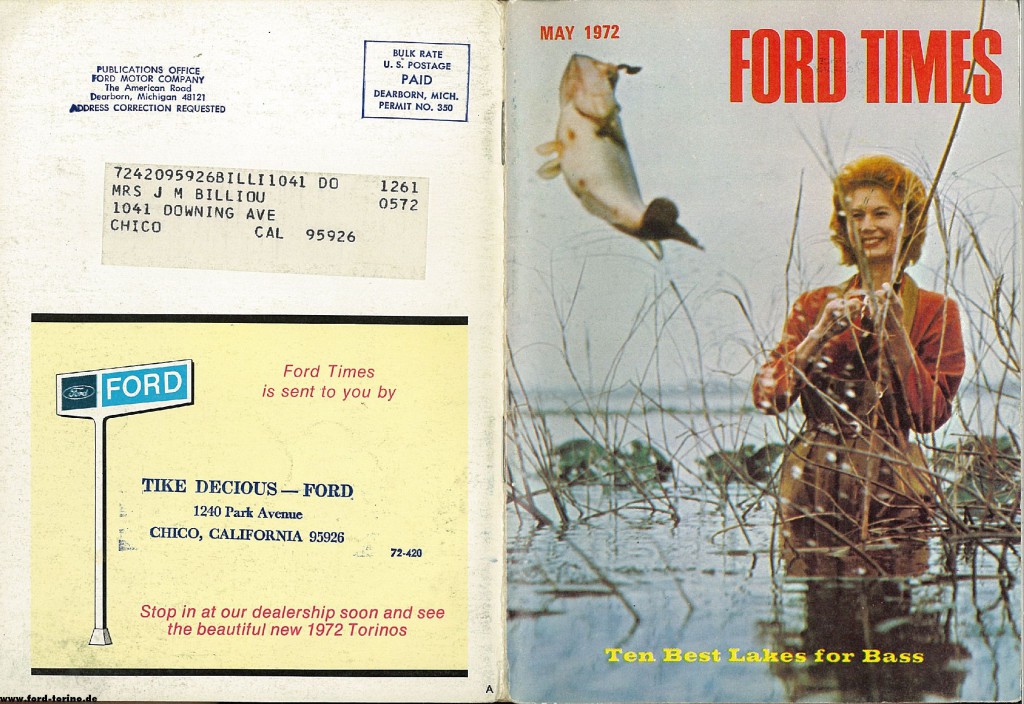 PUBLICATIONS OFFICE
FORD MOTOR COMPANY
The American Road
Dearborn, Michigan 48121
ADDRESS CORRECTION REQUESTED
BULK RATE
U. S. POSTAGE
PAID
DEARBORN, MICH.
PERMIT NO. 350
7242095926BILLI1041 DO 1261
MRS J M BILLIOU 0572
1041 DOWNING AVE
CHICO CAL 95926
Ford
FORD
Ford Times
is sent to you by
TIKE DECIOUS — FORD
1240 Park Avenue
CHICO, CALIFORNIA 95926
72-420
Stop in at our dealership soon and see
the beautiful new 1972 Torinos
A
www.ford-torino.de
MAY 1972
FORD TIMES
Ten Best Lakes for Bass